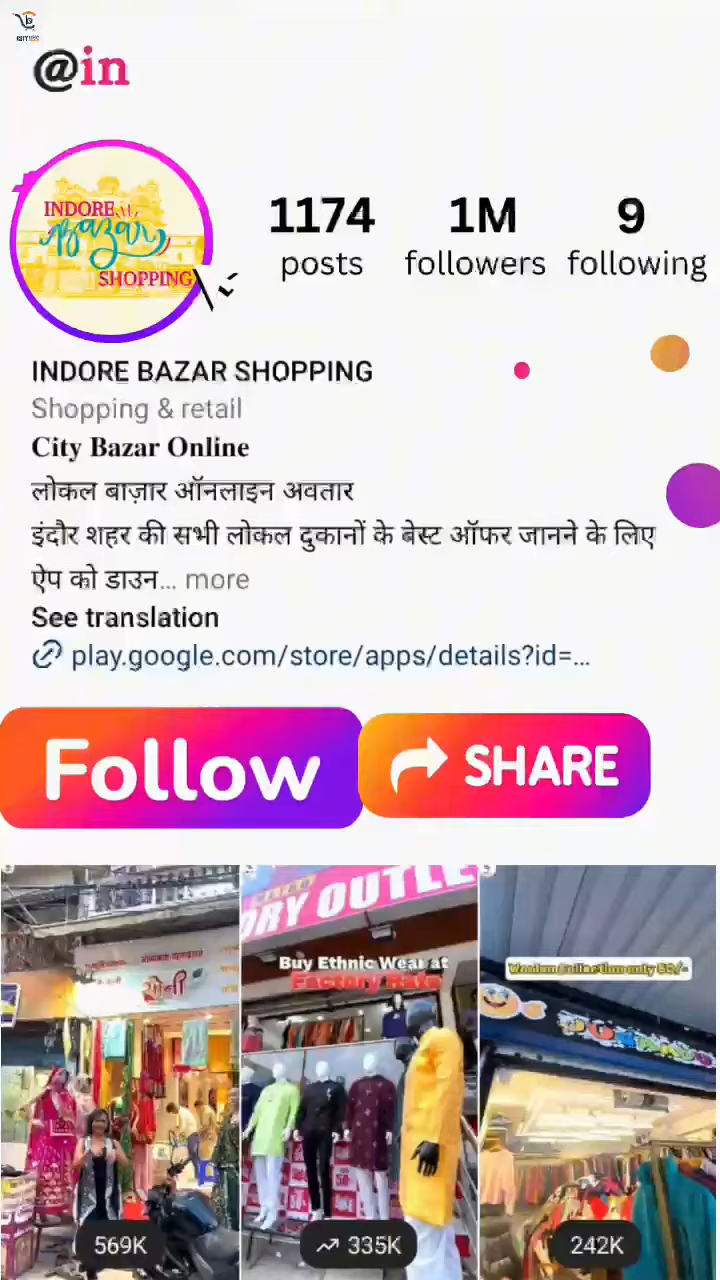 @in
INDORE
Bazar
SHOPPING
1174
posts
1M
followers
9
following
INDORE BAZAR SHOPPING
Shopping & retail
City Bazar Online
लोकल बाज़ार ऑनलाइन अवतार
इंदौर शहर की सभी लोकल दुकानों के बेस्ट ऑफर जानने के लिए
ऐप को डाउन... more
See translation
play.google.com/store/apps/details?id=...
Follow
SHARE
ORY OUTLE
Buy Ethnic Wear at
Factory Rate
569K
335K
242K